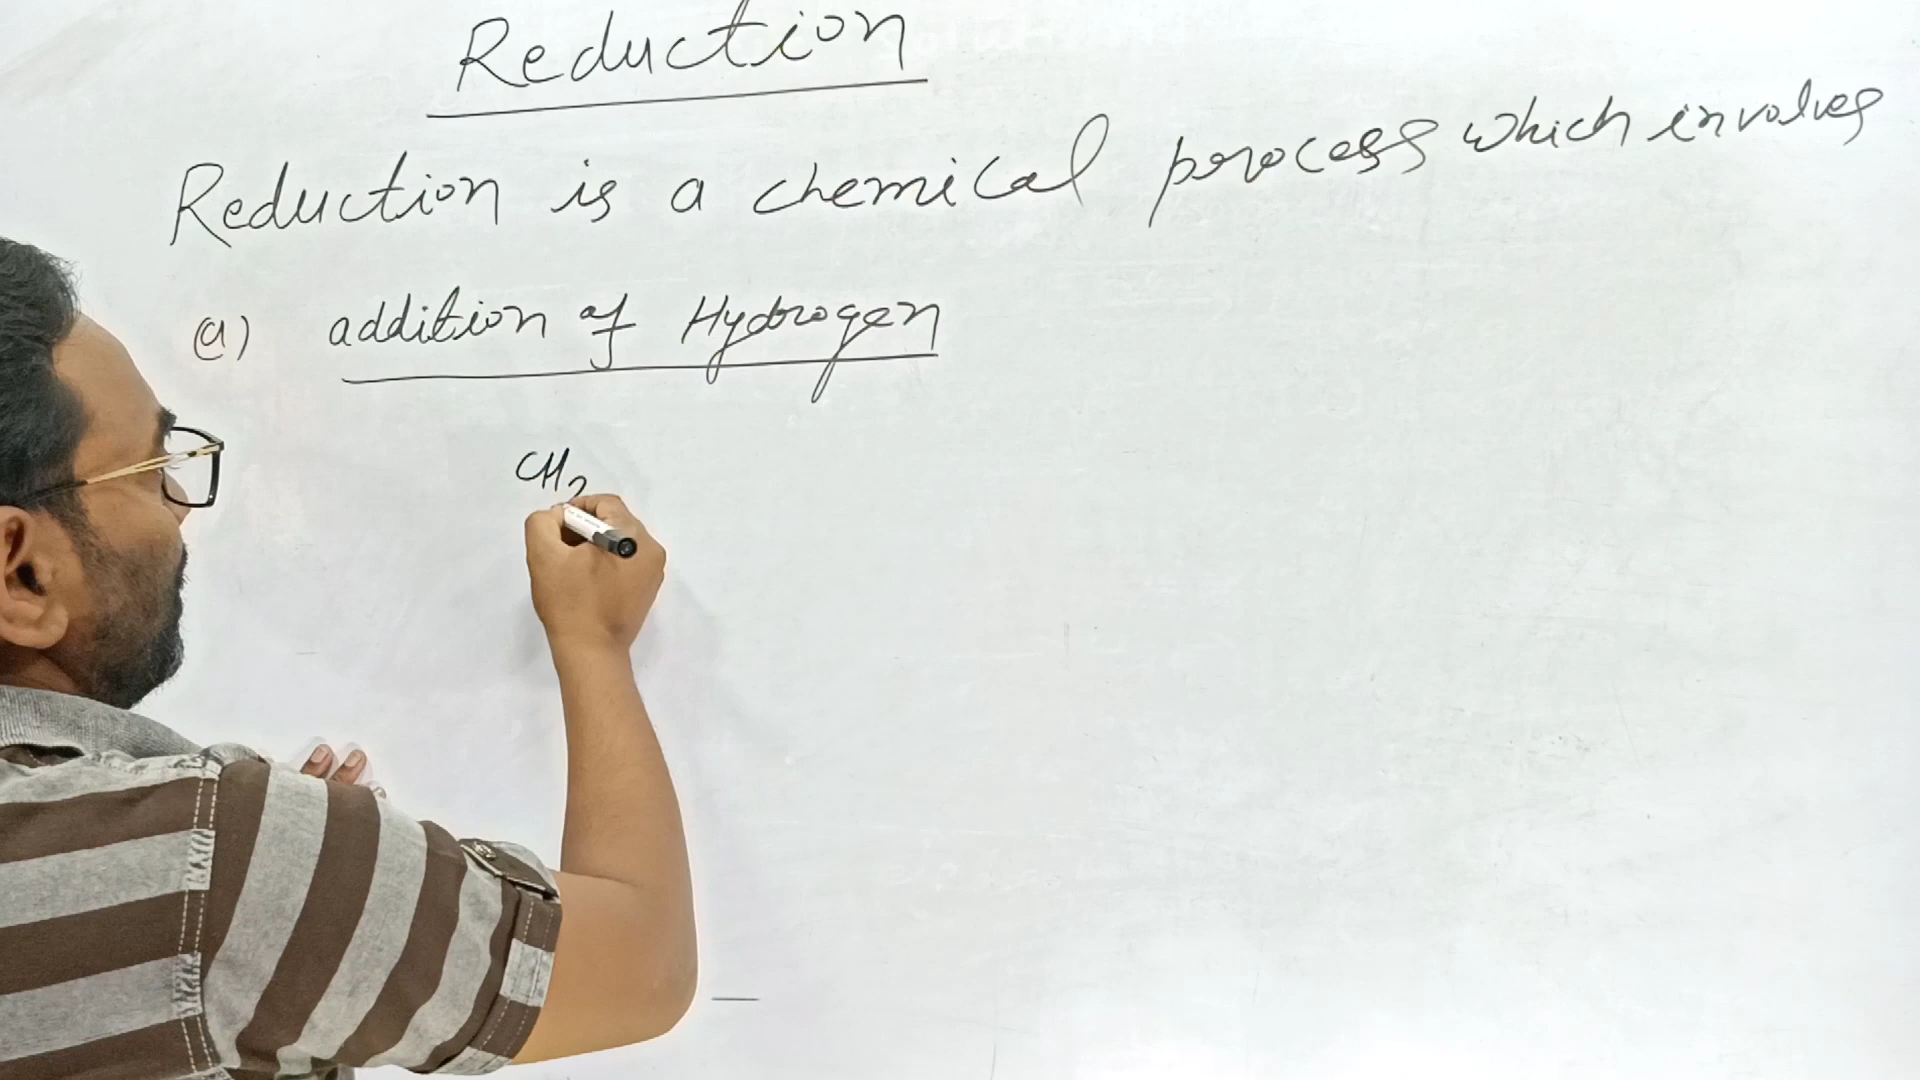 Reduction
Reduction is a chemical process which involves
a) addition of Hydrogen
CH2